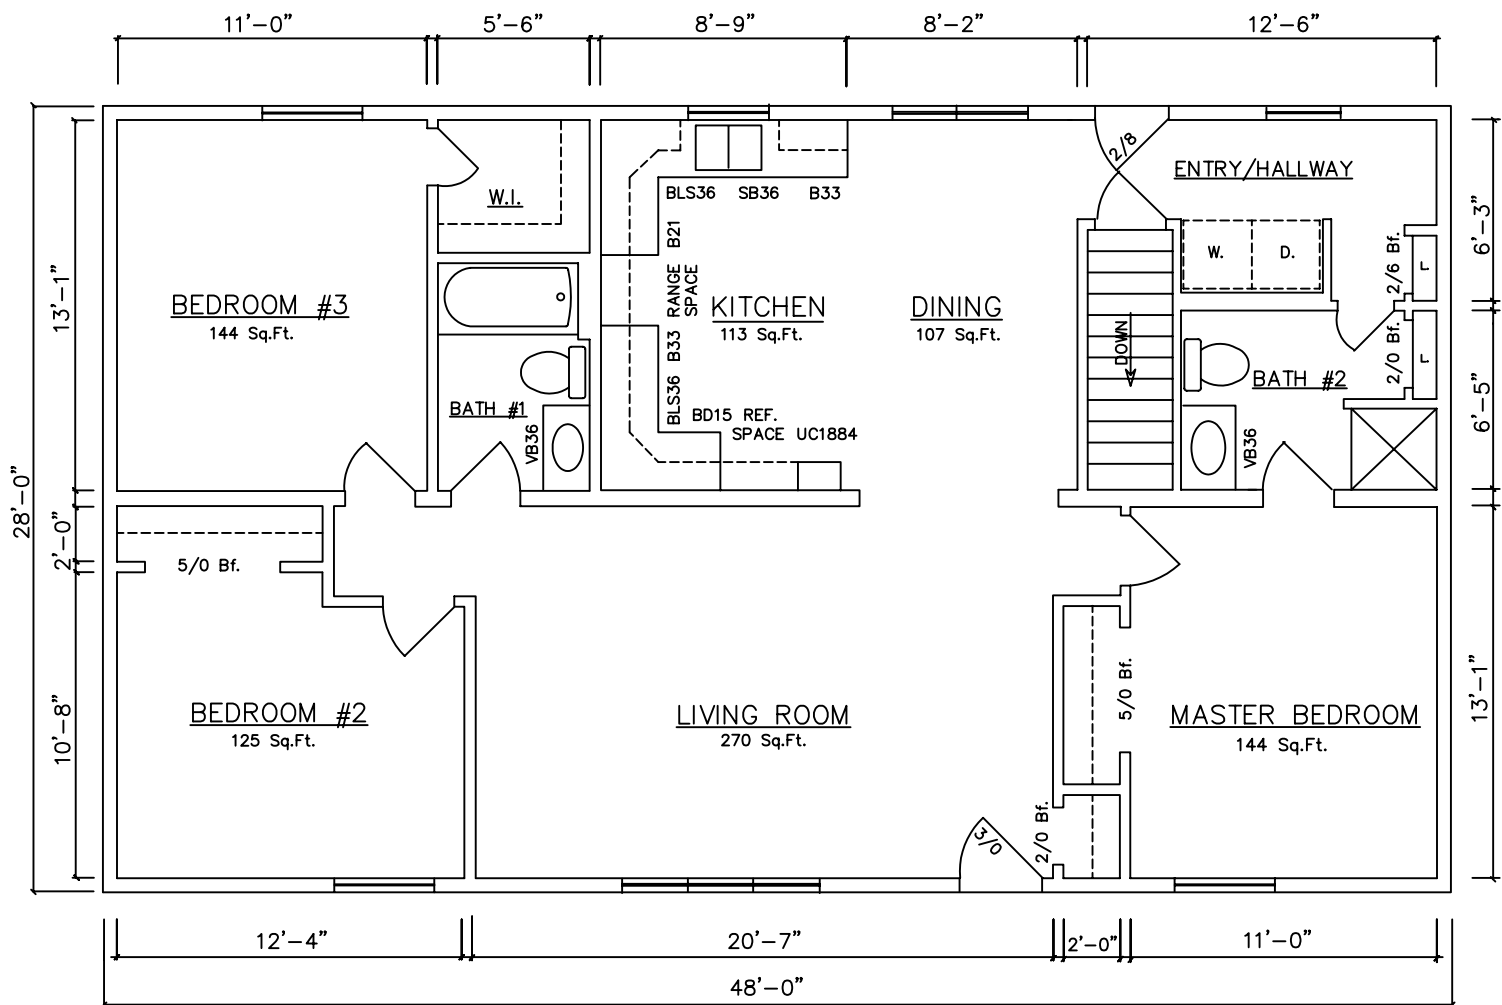 11'-0"
5'-6"
8'-9"
8'-2"
12'-6"
2/8
ENTRY/HALLWAY
W.I.
BLS36 SB36 B33
6'-3"
B21
W. D.
2/6 Bf.
L
13'-1"
BEDROOM #3
144 Sq.Ft.
RANGE
SPACE
KITCHEN
113 Sq.Ft.
DINING
107 Sq.Ft.
DOWN
B33
2/0 Bf.
L
BATH #2
BLS36
BATH #1
BD15 REF.
SPACE UC1884
6'-5"
VB36
VB36
28'-0"
2'-0"
5/0 Bf.
5/0 Bf.
10'-8"
BEDROOM #2
125 Sq.Ft.
LIVING ROOM
270 Sq.Ft.
MASTER BEDROOM
144 Sq.Ft.
13'-1"
3/0
2/0 Bf.
12'-4"
20'-7"
2'-0"
11'-0"
48'-0"